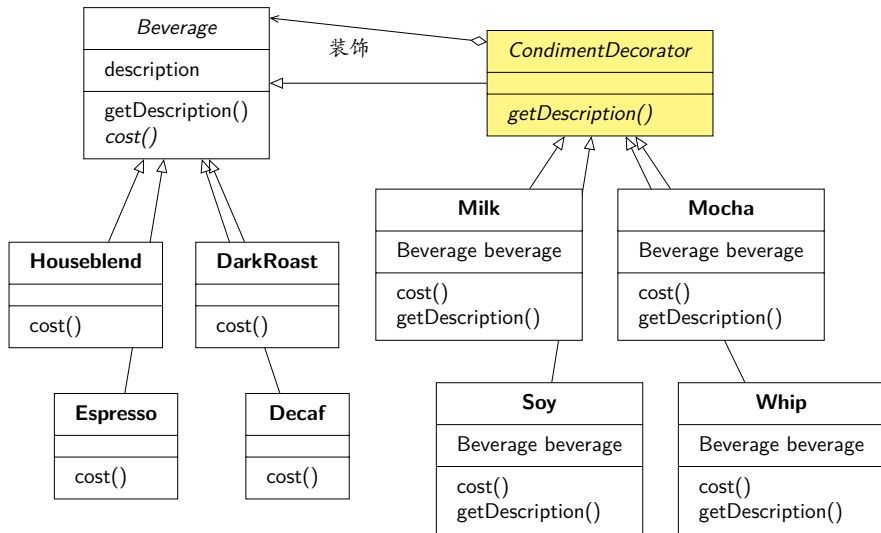 Beverage
description
getDescription()
cost()
装饰
CondimentDecorator
getDescription()
Houseblend
cost()
DarkRoast
cost()
Milk
Beverage beverage
cost()
getDescription()
Mocha
Beverage beverage
cost()
getDescription()
Espresso
cost()
Decaf
cost()
Soy
Beverage beverage
cost()
getDescription()
Whip
Beverage beverage
cost()
getDescription()